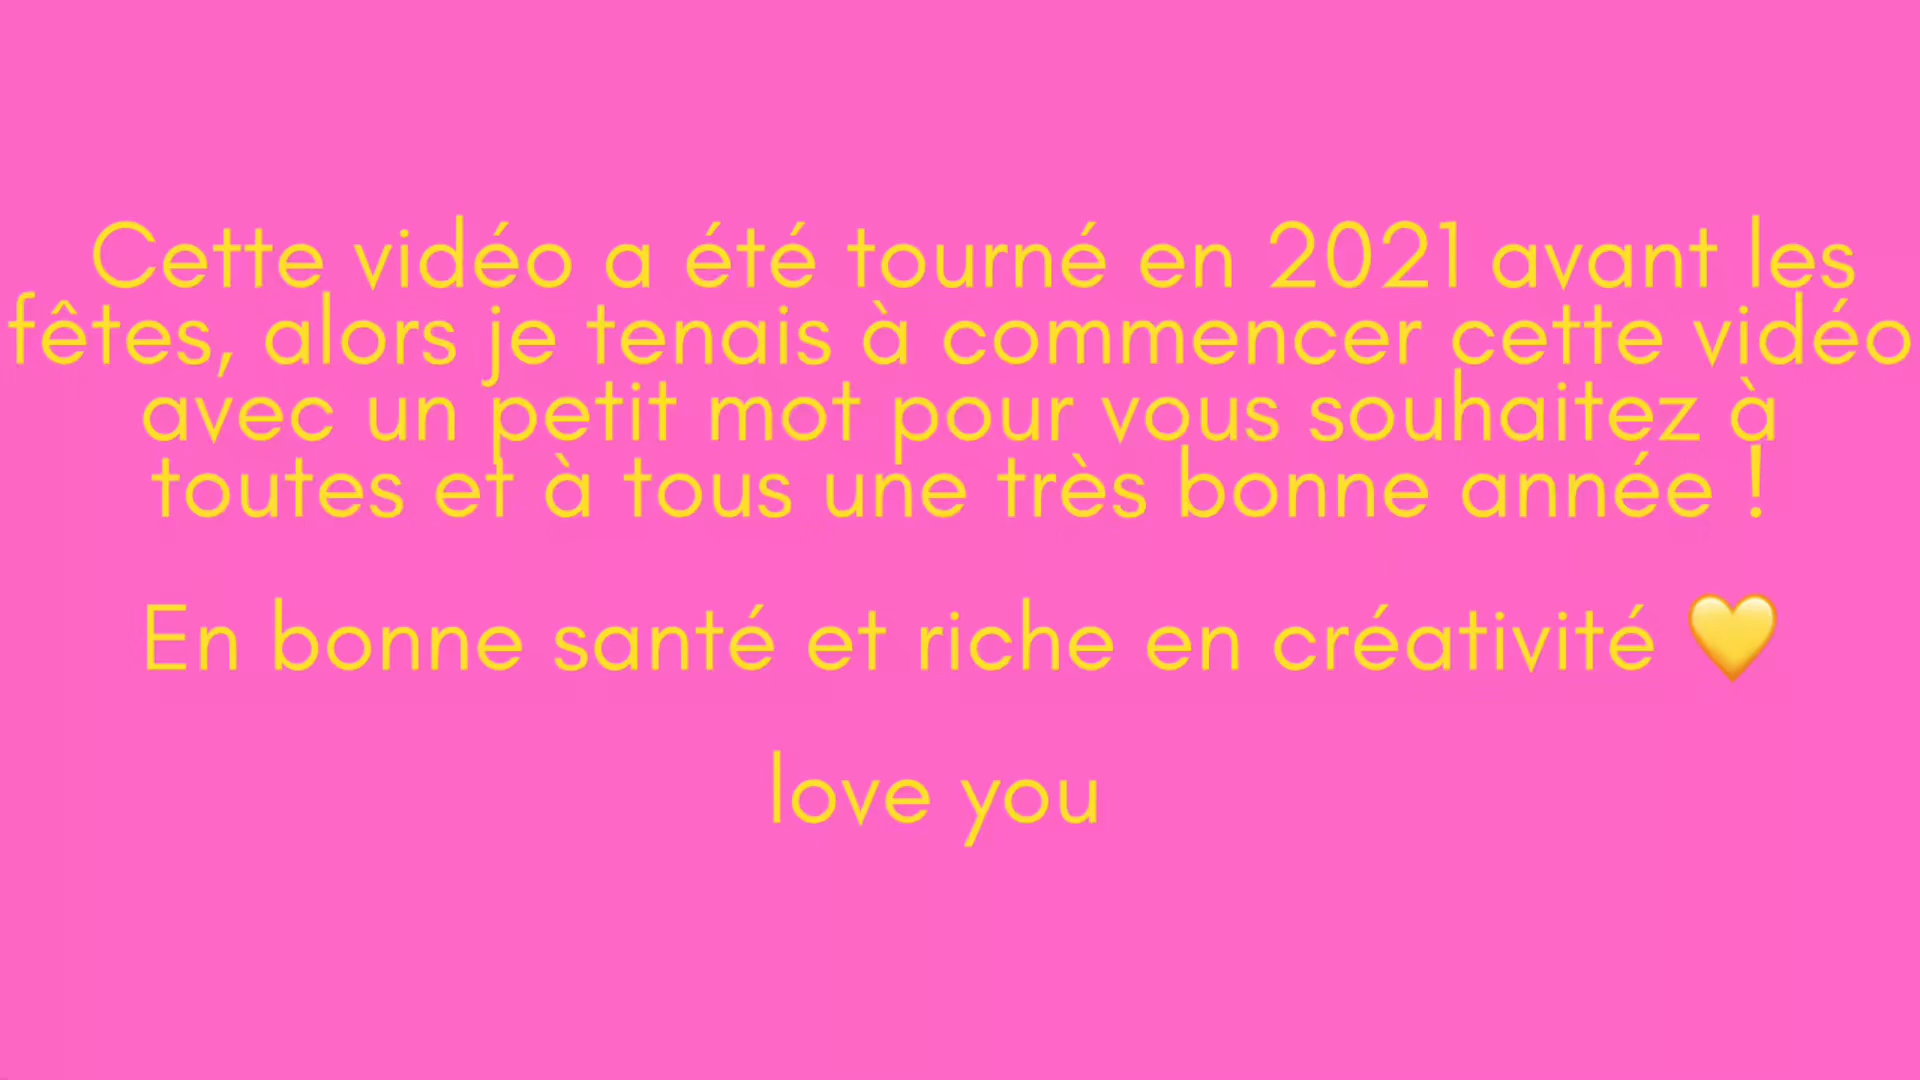 Cette vidéo a été tourné en 2021 avant les
fêtes, alors je tenais à commencer cette vidéo
avec un petit mot pour vous souhaitez à
toutes et à tous une très bonne année !
En bonne santé et riche en créativité 💛
love you